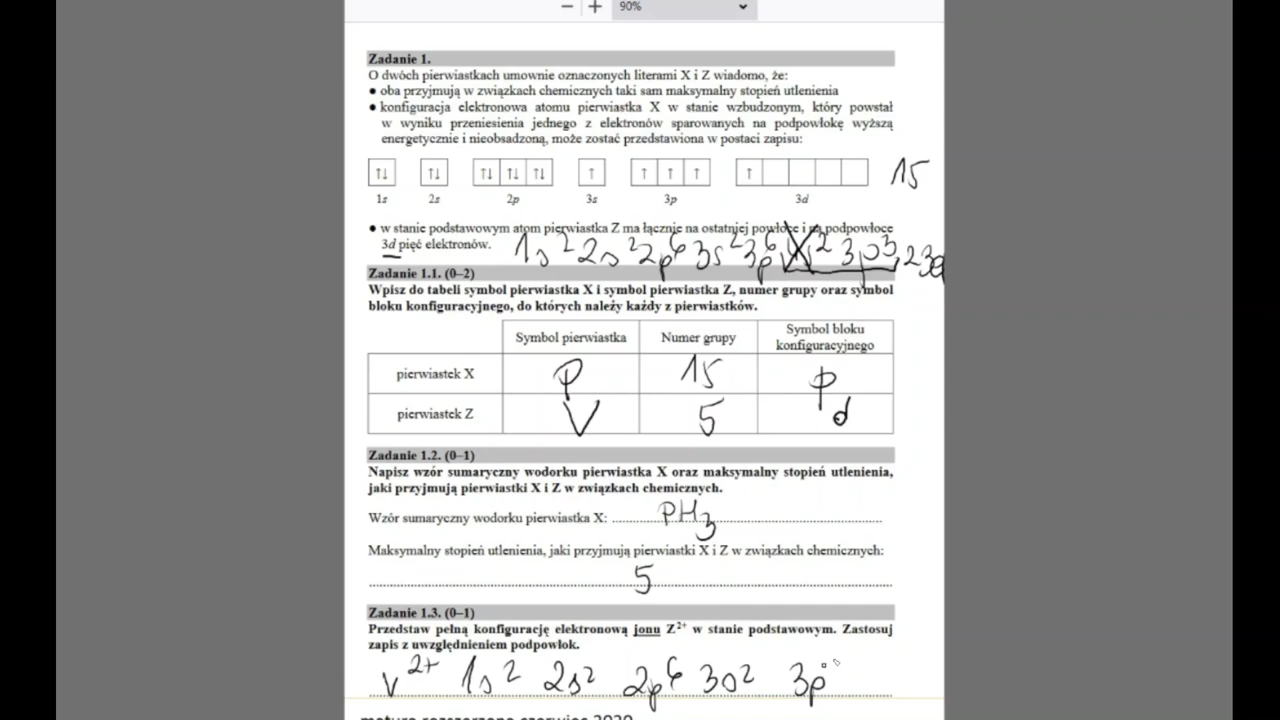 90%
Zadanie 1.
O dwóch pierwiastkach umownie oznaczonych literami X i Z wiadomo, że:
• oba przyjmują w związkach chemicznych taki sam maksymalny stopień utlenienia
• konfiguracja elektronowa atomu pierwiastka X w stanie wzbudzonym, który powstał
w wyniku przeniesienia jednego z elektronów sparowanych na podpowłokę wyższą
energetycznie i nieobsadzoną, może zostać przedstawiona w postaci zapisu:
↑↓ ↑↓ ↑↓ ↑↓ ↑↓ ↑ ↑ ↑ ↑ ↑ 15
1s 2s 2p 3s 3p 3d
• w stanie podstawowym atom pierwiastka Z ma łącznie na ostatniej powłoce i na podpowłoce
3d pięć elektronów. 1s² 2s² 2p⁶ 3s² 3p⁶
Zadanie 1.1. (0–2)
Wpisz do tabeli symbol pierwiastka X i symbol pierwiastka Z, numer grupy oraz symbol
bloku konfiguracyjnego, do których należy każdy z pierwiastków.
Symbol pierwiastka Numer grupy Symbol bloku konfiguracyjnego
pierwiastek X P 15 p
pierwiastek Z V 5 d
Zadanie 1.2. (0–1)
Napisz wzór sumaryczny wodorku pierwiastka X oraz maksymalny stopień utlenienia,
jaki przyjmują pierwiastki X i Z w związkach chemicznych.
Wzór sumaryczny wodorku pierwiastka X: PH₃
Maksymalny stopień utlenienia, jaki przyjmują pierwiastki X i Z w związkach chemicznych:
5
Zadanie 1.3. (0–1)
Przedstaw pełną konfigurację elektronową jonu Z²⁺ w stanie podstawowym. Zastosuj
zapis z uwzględnieniem podpowłok.
V²⁺ 1s² 2s² 2p⁶ 3s² 3p
matura rozszerzona czerwiec 2020